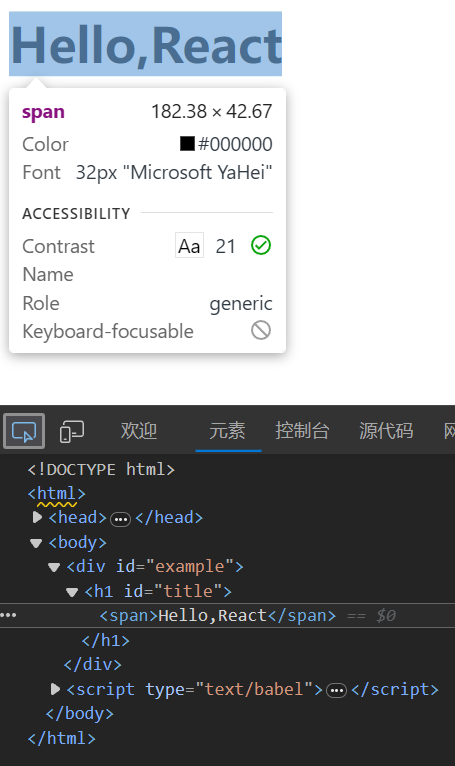 Hello,React
span 182.38 × 42.67
Color #000000
Font 32px "Microsoft YaHei"
ACCESSIBILITY
Contrast Aa 21
Name
Role generic
Keyboard-focusable
欢迎 元素 控制台 源代码
<!DOCTYPE html>
<html>
<head>…</head>
<body>
<div id="example">
<h1 id="title">
<span>Hello,React</span> == $0
</h1>
</div>
<script type="text/babel">…</script>
</body>
</html>